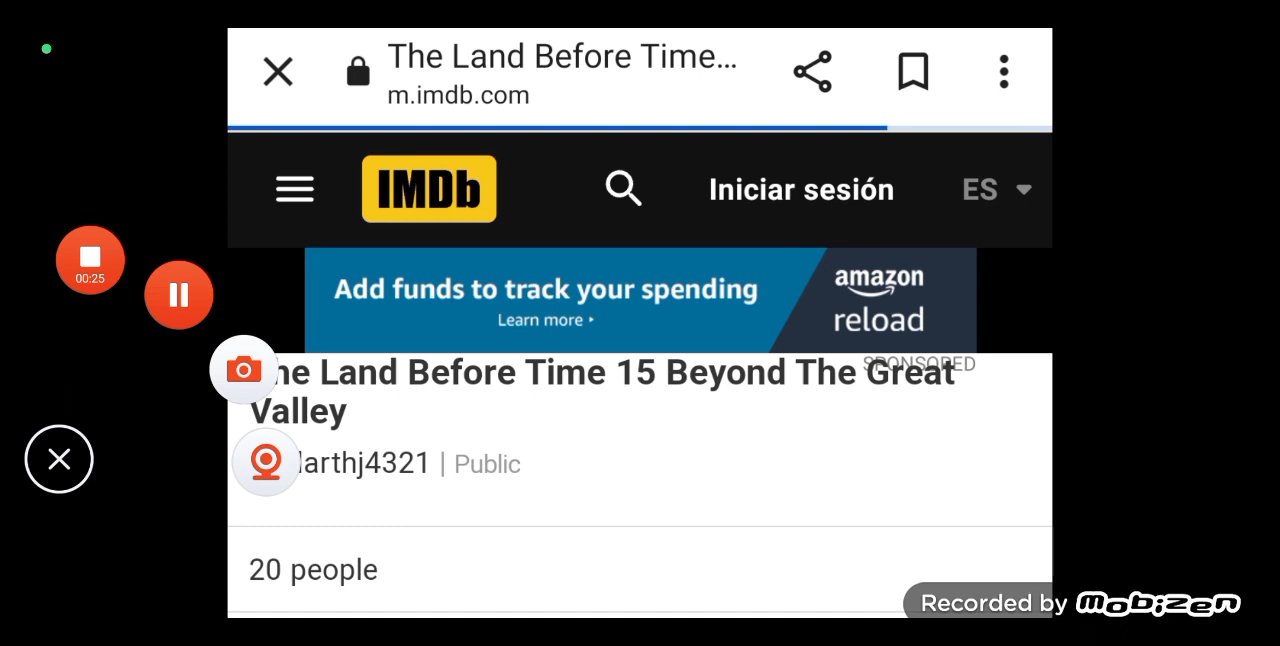 The Land Before Time...
m.imdb.com
IMDb
Iniciar sesión
ES
00:25
Add funds to track your spending
Learn more
amazon
reload
SPONSORED
he Land Before Time 15 Beyond The Great
Valley
arthj4321 | Public
20 people
Recorded by mobizen